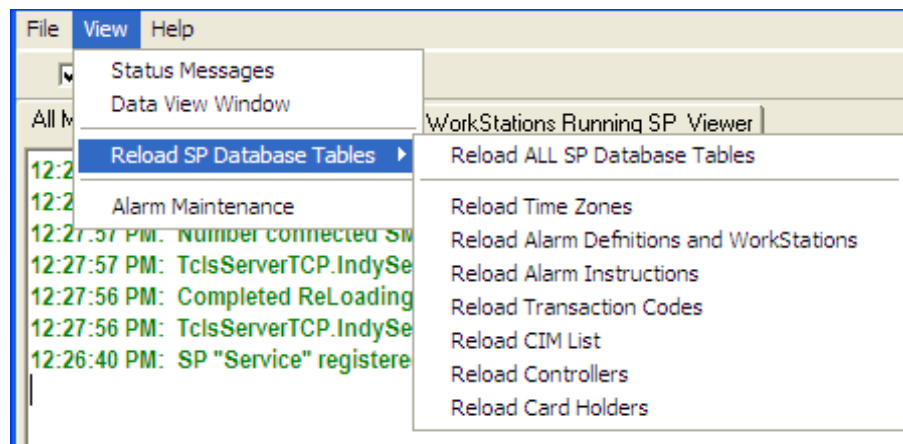 File View Help
Status Messages
Data View Window
All WorkStations Running SP_Viewer
Reload SP Database Tables
Reload ALL SP Database Tables
Alarm Maintenance
Reload Time Zones
Reload Alarm Defnitions and WorkStations
Reload Alarm Instructions
Reload Transaction Codes
Reload CIM List
Reload Controllers
Reload Card Holders
12:2
12:2
12:27:57 PM: Number connected
12:27:57 PM: TclsServerTCP.IndySe
12:27:56 PM: Completed ReLoading
12:27:56 PM: TclsServerTCP.IndySe
12:26:40 PM: SP "Service" registere